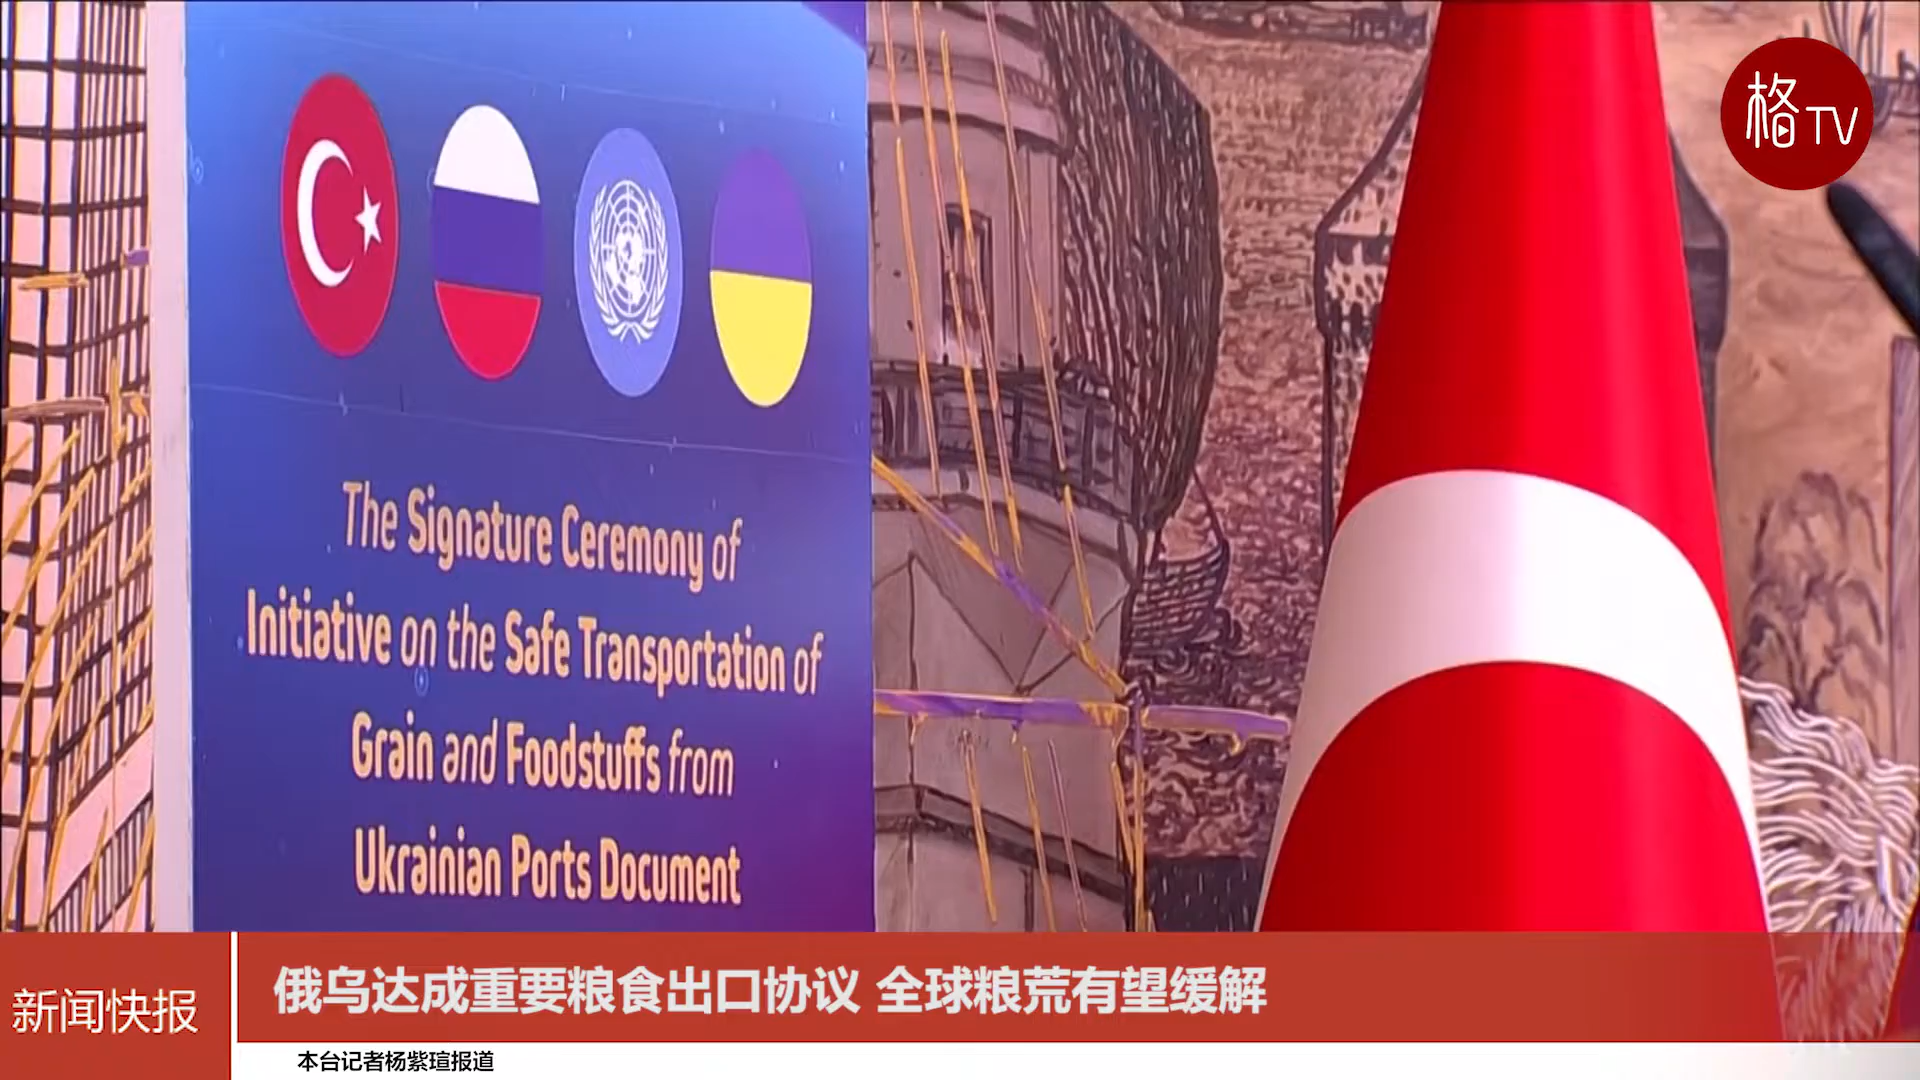 格TV
The Signature Ceremony of
Initiative on the Safe Transportation of
Grain and Foodstuffs from
Ukrainian Ports Document
新闻快报
俄乌达成重要粮食出口协议 全球粮荒有望缓解
本台记者杨紫瑄报道